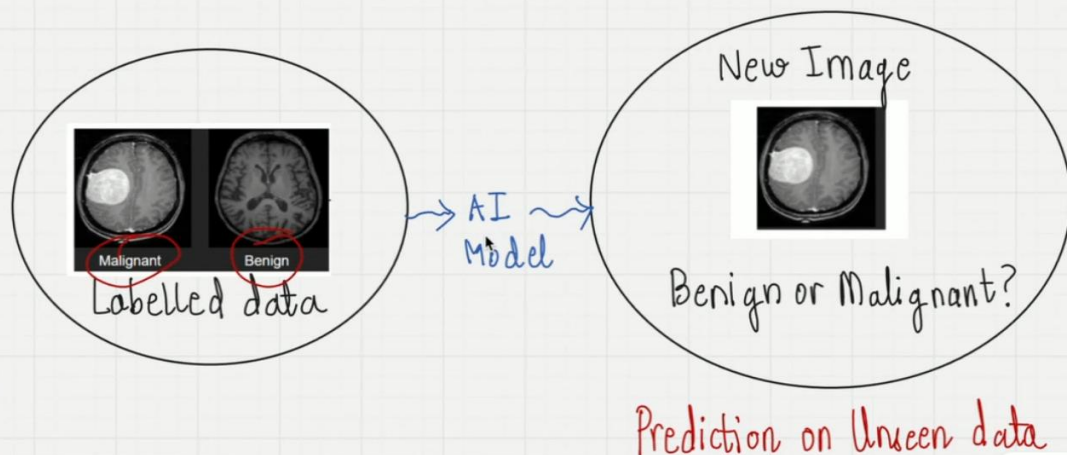 Malignant Benign
Labelled data
AI
Model
New Image
Benign or Malignant?
Prediction on Unseen data